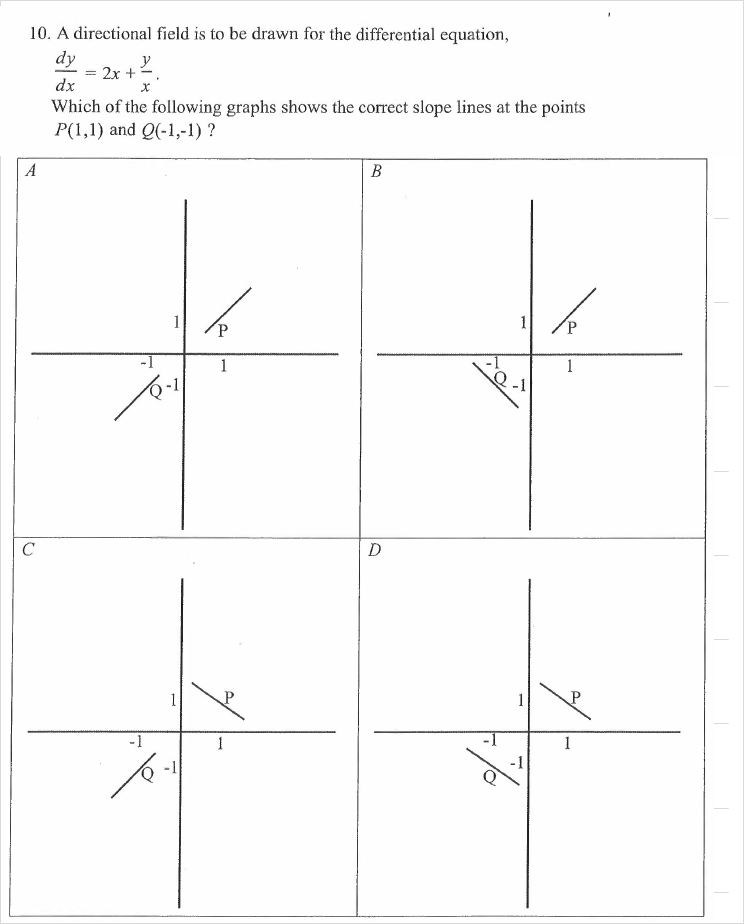 10. A directional field is to be drawn for the differential equation,
dy/dx = 2x + y/x.
Which of the following graphs shows the correct slope lines at the points
P(1,1) and Q(-1,-1) ?
A
1
P
-1
1
Q
-1
B
1
P
-1
1
Q
-1
C
1
P
-1
1
Q
-1
D
1
P
-1
1
-1
Q